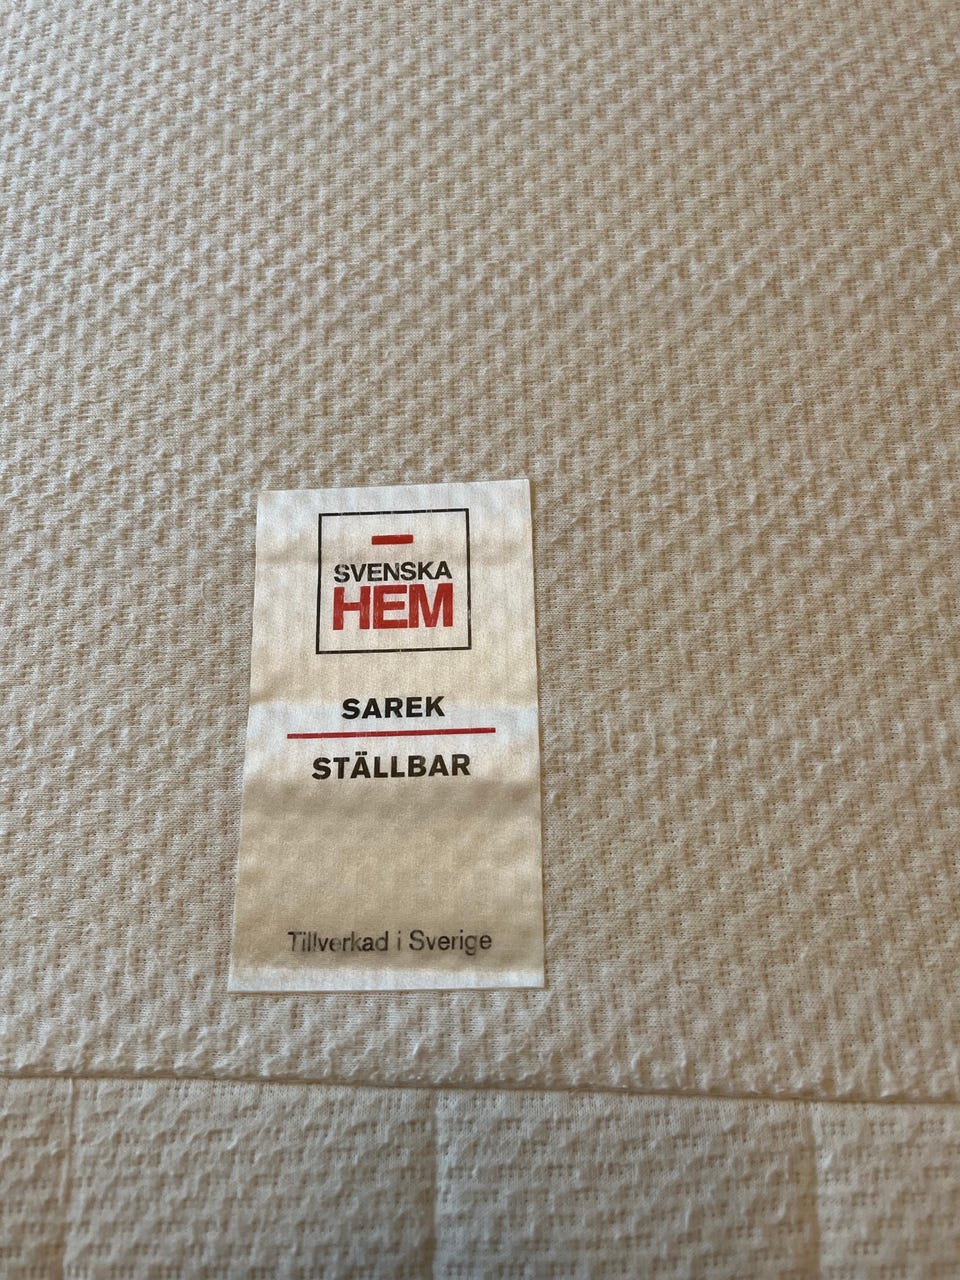 SVENSKA
HEM
SAREK
STÄLLBAR
Tillverkad i Sverige